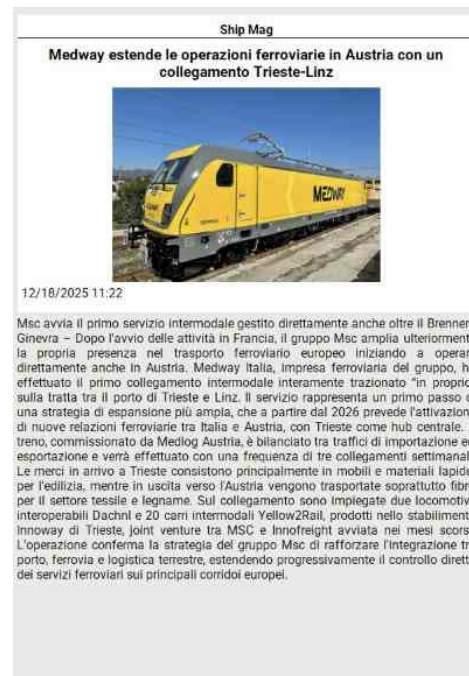 Ship Mag
Medway estende le operazioni ferroviarie in Austria con un
collegamento Trieste-Linz
MEDWAY
12/18/2025 11:22
Msc avvia il primo servizio intermodale gestito direttamente anche oltre il Brenner
Ginevra – Dopo l'avvio delle attività in Francia, il gruppo Msc amplia ulteriorment
la propria presenza nel trasporto ferroviario europeo iniziando a operar
direttamente anche in Austria. Medway Italia, impresa ferroviaria del gruppo, h
effettuato il primo collegamento intermodale interamente trazionato "in proprio
sulla tratta tra il porto di Trieste e Linz. Il servizio rappresenta un primo passo d
una strategia di espansione più ampia, che a partire dal 2026 prevede l'attivazion
di nuove relazioni ferroviarie tra Italia e Austria, con Trieste come hub centrale.
treno, commissionato da Medlog Austria, è bilanciato tra traffici di importazione e
esportazione e verrà effettuato con una frequenza di tre collegamenti settimanal
Le merci in arrivo a Trieste consistono principalmente in mobili e materiali lapide
per l'edilizia, mentre in uscita verso l'Austria vengono trasportate soprattutto fibr
per il settore tessile e legname. Sul collegamento sono impiegate due locomotiv
interoperabili DachnI e 20 carri intermodali Yellow2Rail, prodotti nello stabiliment
Innoway di Trieste, joint venture tra MSC e Innofreight avviata nei mesi scors
L'operazione conferma la strategia del gruppo Msc di rafforzare l'integrazione tr
porto, ferrovia e logistica terrestre, estendendo progressivamente il controllo dirett
dei servizi ferroviari sui principali corridoi europei.